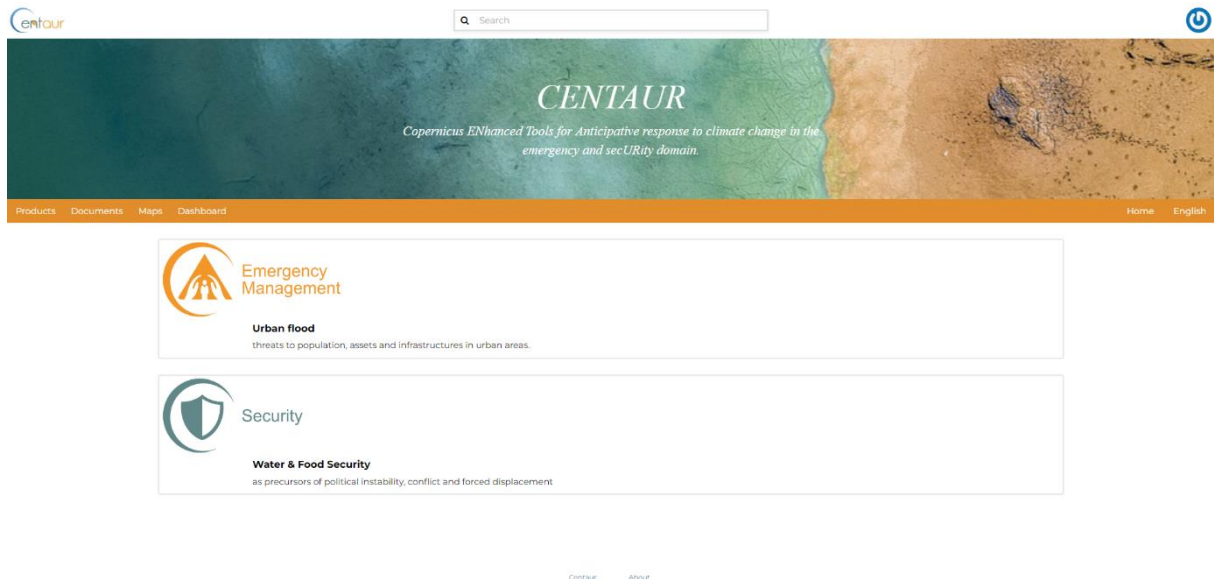 Centaur
Search
CENTAUR
Copernicus ENhanced Tools for Anticipative response to climate change in the
emergency and secURity domain.
Products Documents Maps Dashboard Home English
Emergency
Management
Urban flood
threats to population, assets and infrastructures in urban areas.
Security
Water & Food Security
as precursors of political instability, conflict and forced displacement
Centaur About